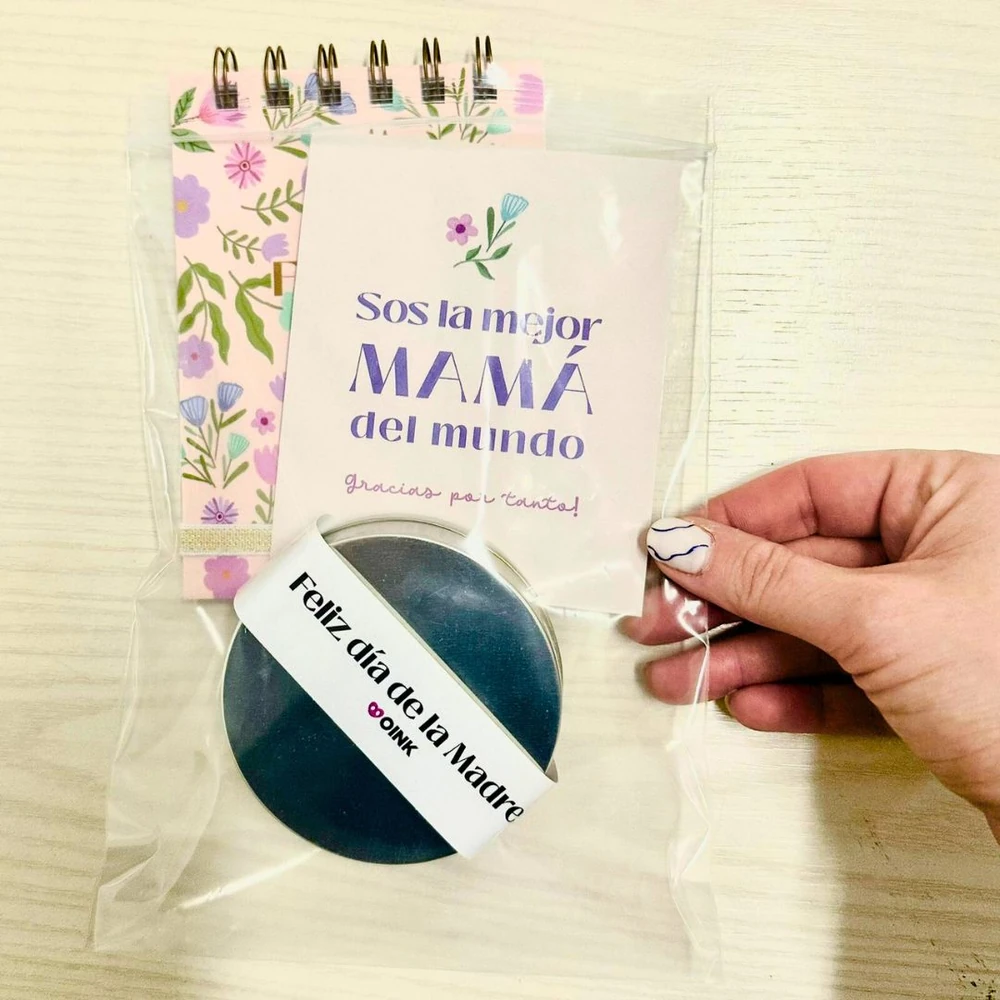 Sos la mejor
MAMÁ
del mundo
gracias por tanto!
Feliz día de la Madre
OINK